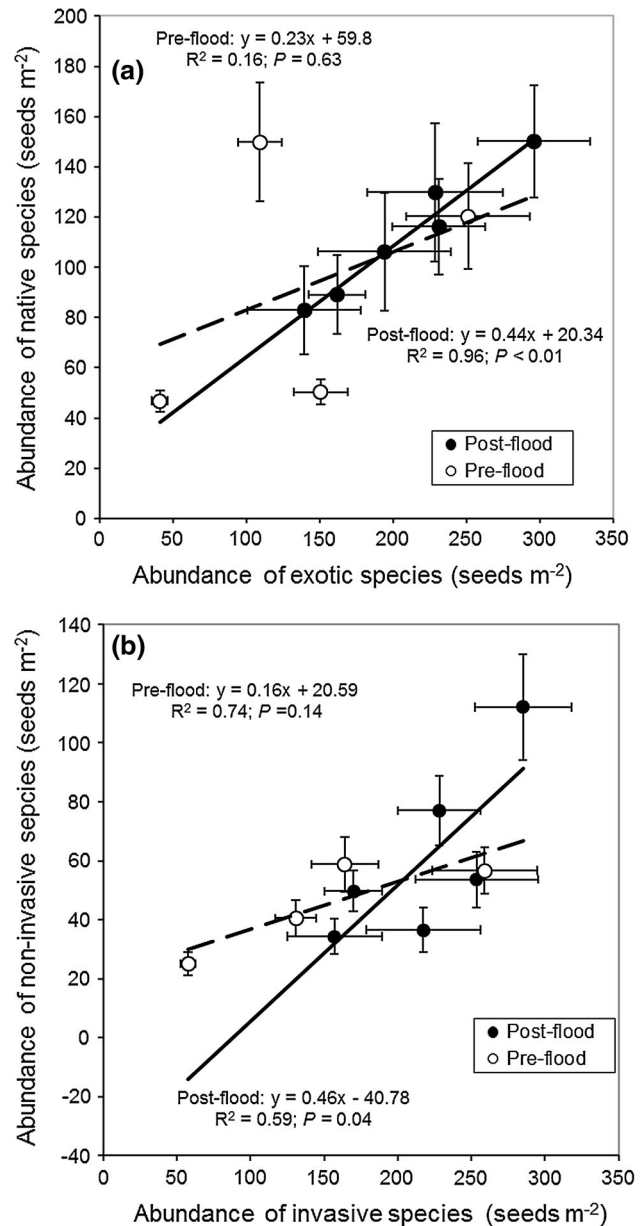 Pre-flood: y = 0.23x + 59.8
R² = 0.16; P = 0.63
(a)
Abundance of native species (seeds m⁻²)
200
180
160
140
120
100
80
60
40
20
0
Post-flood: y = 0.44x + 20.34
R² = 0.96; P < 0.01
Post-flood
Pre-flood
0 50 100 150 200 250 300 350
Abundance of exotic species (seeds m⁻²)
(b)
Abundance of non-invasive sepcies (seeds m⁻²)
140
120
100
80
60
40
20
0
-20
-40
Pre-flood: y = 0.16x + 20.59
R² = 0.74; P =0.14
Post-flood
Pre-flood
Post-flood: y = 0.46x - 40.78
R² = 0.59; P = 0.04
0 50 100 150 200 250 300 350
Abundance of invasive species (seeds m⁻²)